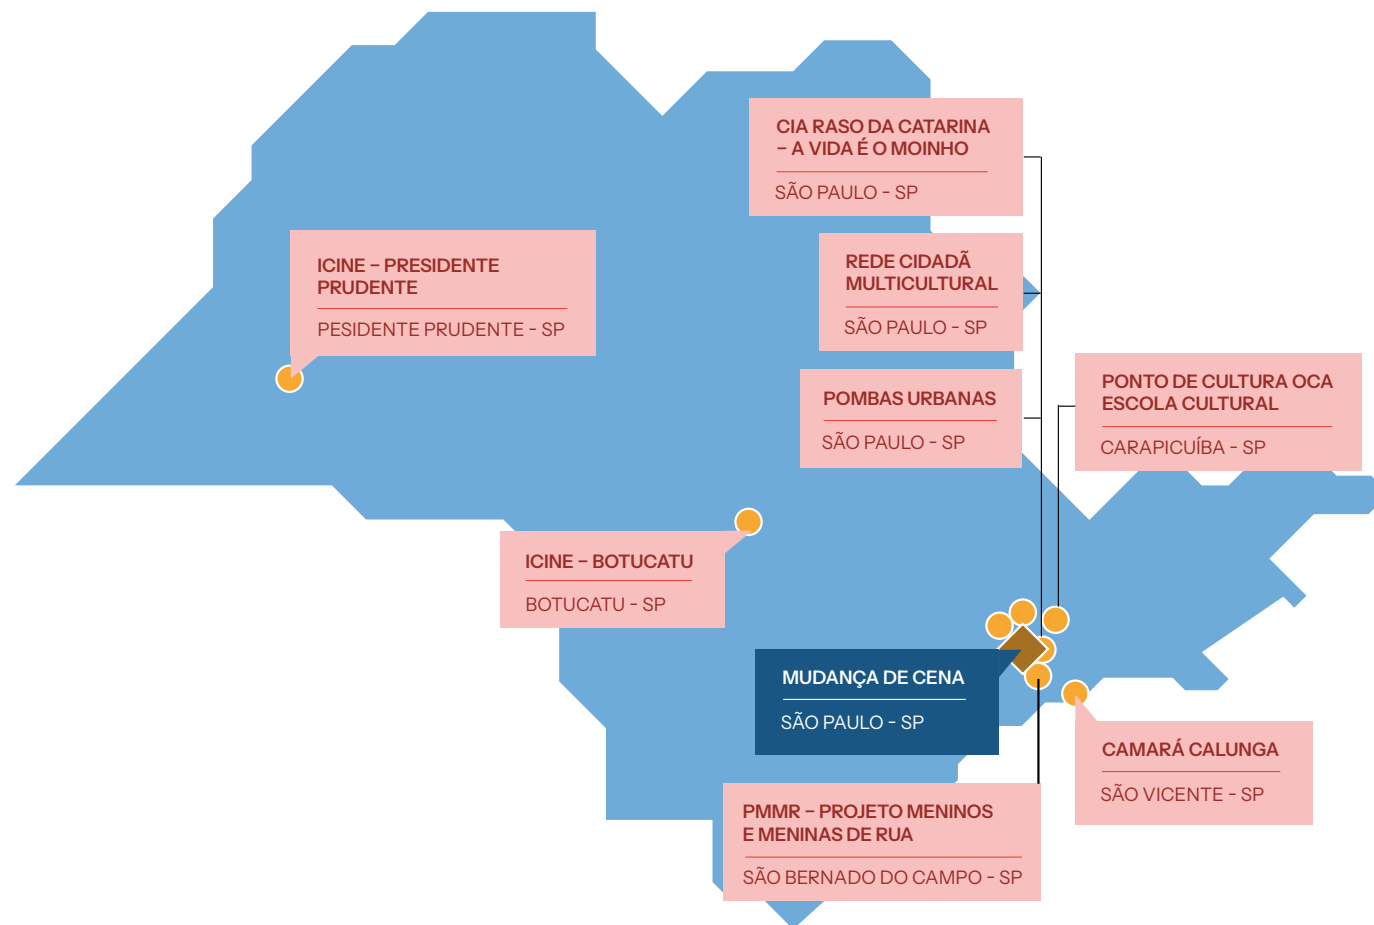 CIA RASO DA CATARINA
– A VIDA É O MOINHO
SÃO PAULO - SP
ICINE – PRESIDENTE
PRUDENTE
PESIDENTE PRUDENTE - SP
REDE CIDADÃ
MULTICULTURAL
SÃO PAULO - SP
POMBAS URBANAS
SÃO PAULO - SP
PONTO DE CULTURA OCA
ESCOLA CULTURAL
CARAPICUÍBA - SP
ICINE – BOTUCATU
BOTUCATU - SP
MUDANÇA DE CENA
SÃO PAULO - SP
CAMARÁ CALUNGA
SÃO VICENTE - SP
PMMR – PROJETO MENINOS
E MENINAS DE RUA
SÃO BERNADO DO CAMPO - SP